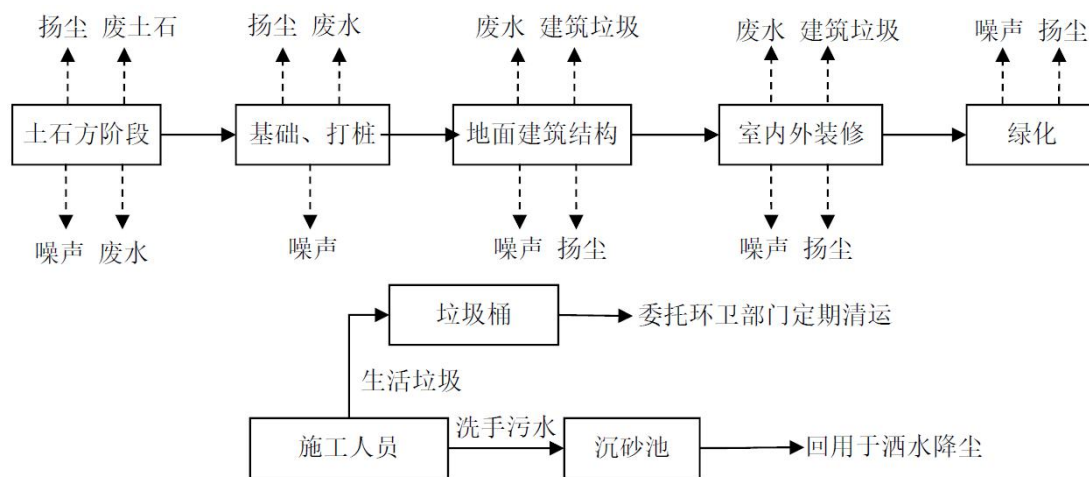 扬尘 废土石 扬尘 废水 废水 建筑垃圾 废水 建筑垃圾 噪声 扬尘
土石方阶段 基础、打桩 地面建筑结构 室内外装修 绿化
噪声 废水 噪声 噪声 扬尘 噪声 扬尘
垃圾桶 委托环卫部门定期清运
生活垃圾
洗手污水
施工人员 沉砂池 回用于洒水降尘